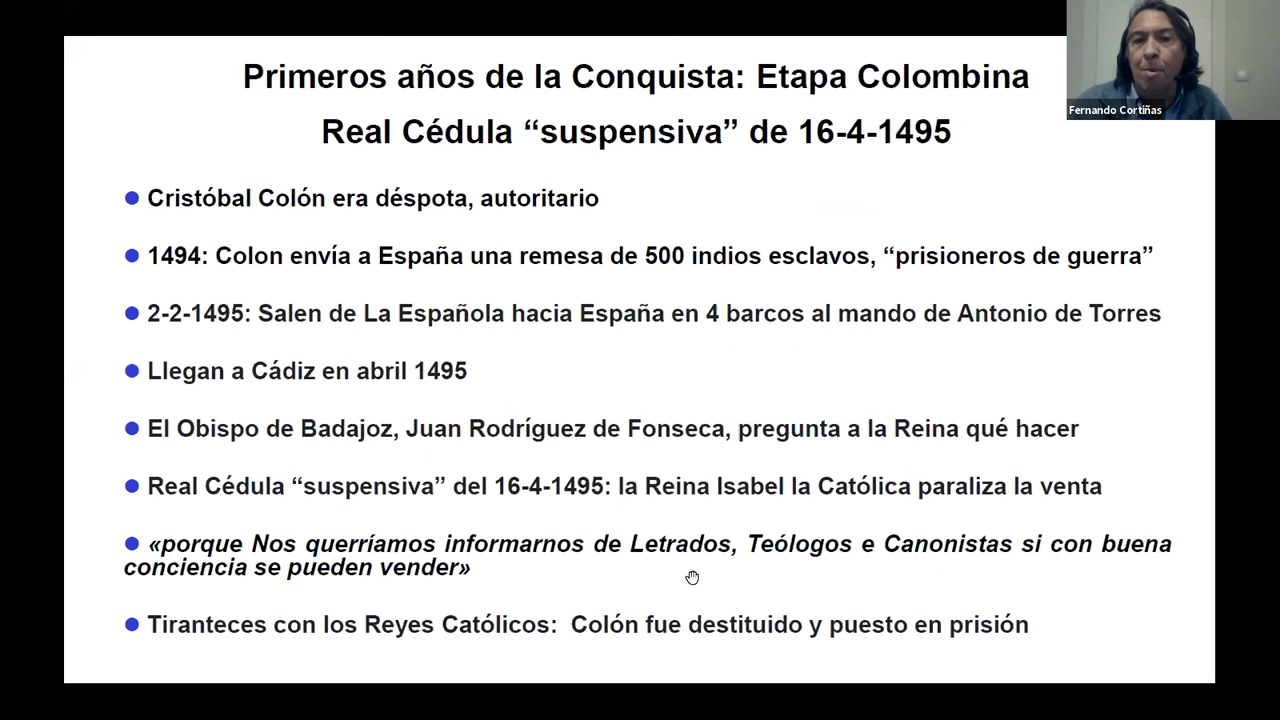 Primeros años de la Conquista: Etapa Colombina
Real Cédula “suspensiva” de 16-4-1495
Fernando Cortiñas
● Cristóbal Colón era déspota, autoritario
● 1494: Colon envía a España una remesa de 500 indios esclavos, “prisioneros de guerra”
● 2-2-1495: Salen de La Española hacia España en 4 barcos al mando de Antonio de Torres
● Llegan a Cádiz en abril 1495
● El Obispo de Badajoz, Juan Rodríguez de Fonseca, pregunta a la Reina qué hacer
● Real Cédula “suspensiva” del 16-4-1495: la Reina Isabel la Católica paraliza la venta
● «porque Nos querríamos informarnos de Letrados, Teólogos e Canonistas si con buena
conciencia se pueden vender»
● Tiranteces con los Reyes Católicos: Colón fue destituido y puesto en prisión